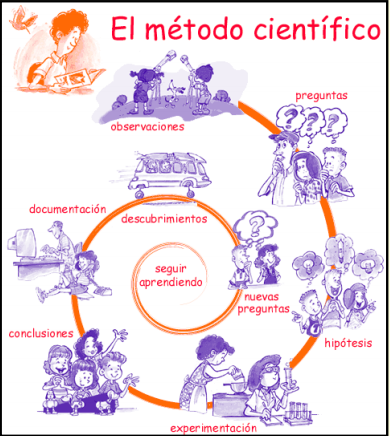 El método científico
observaciones
preguntas
hipótesis
experimentación
conclusiones
documentación
descubrimientos
nuevas
preguntas
seguir
aprendiendo